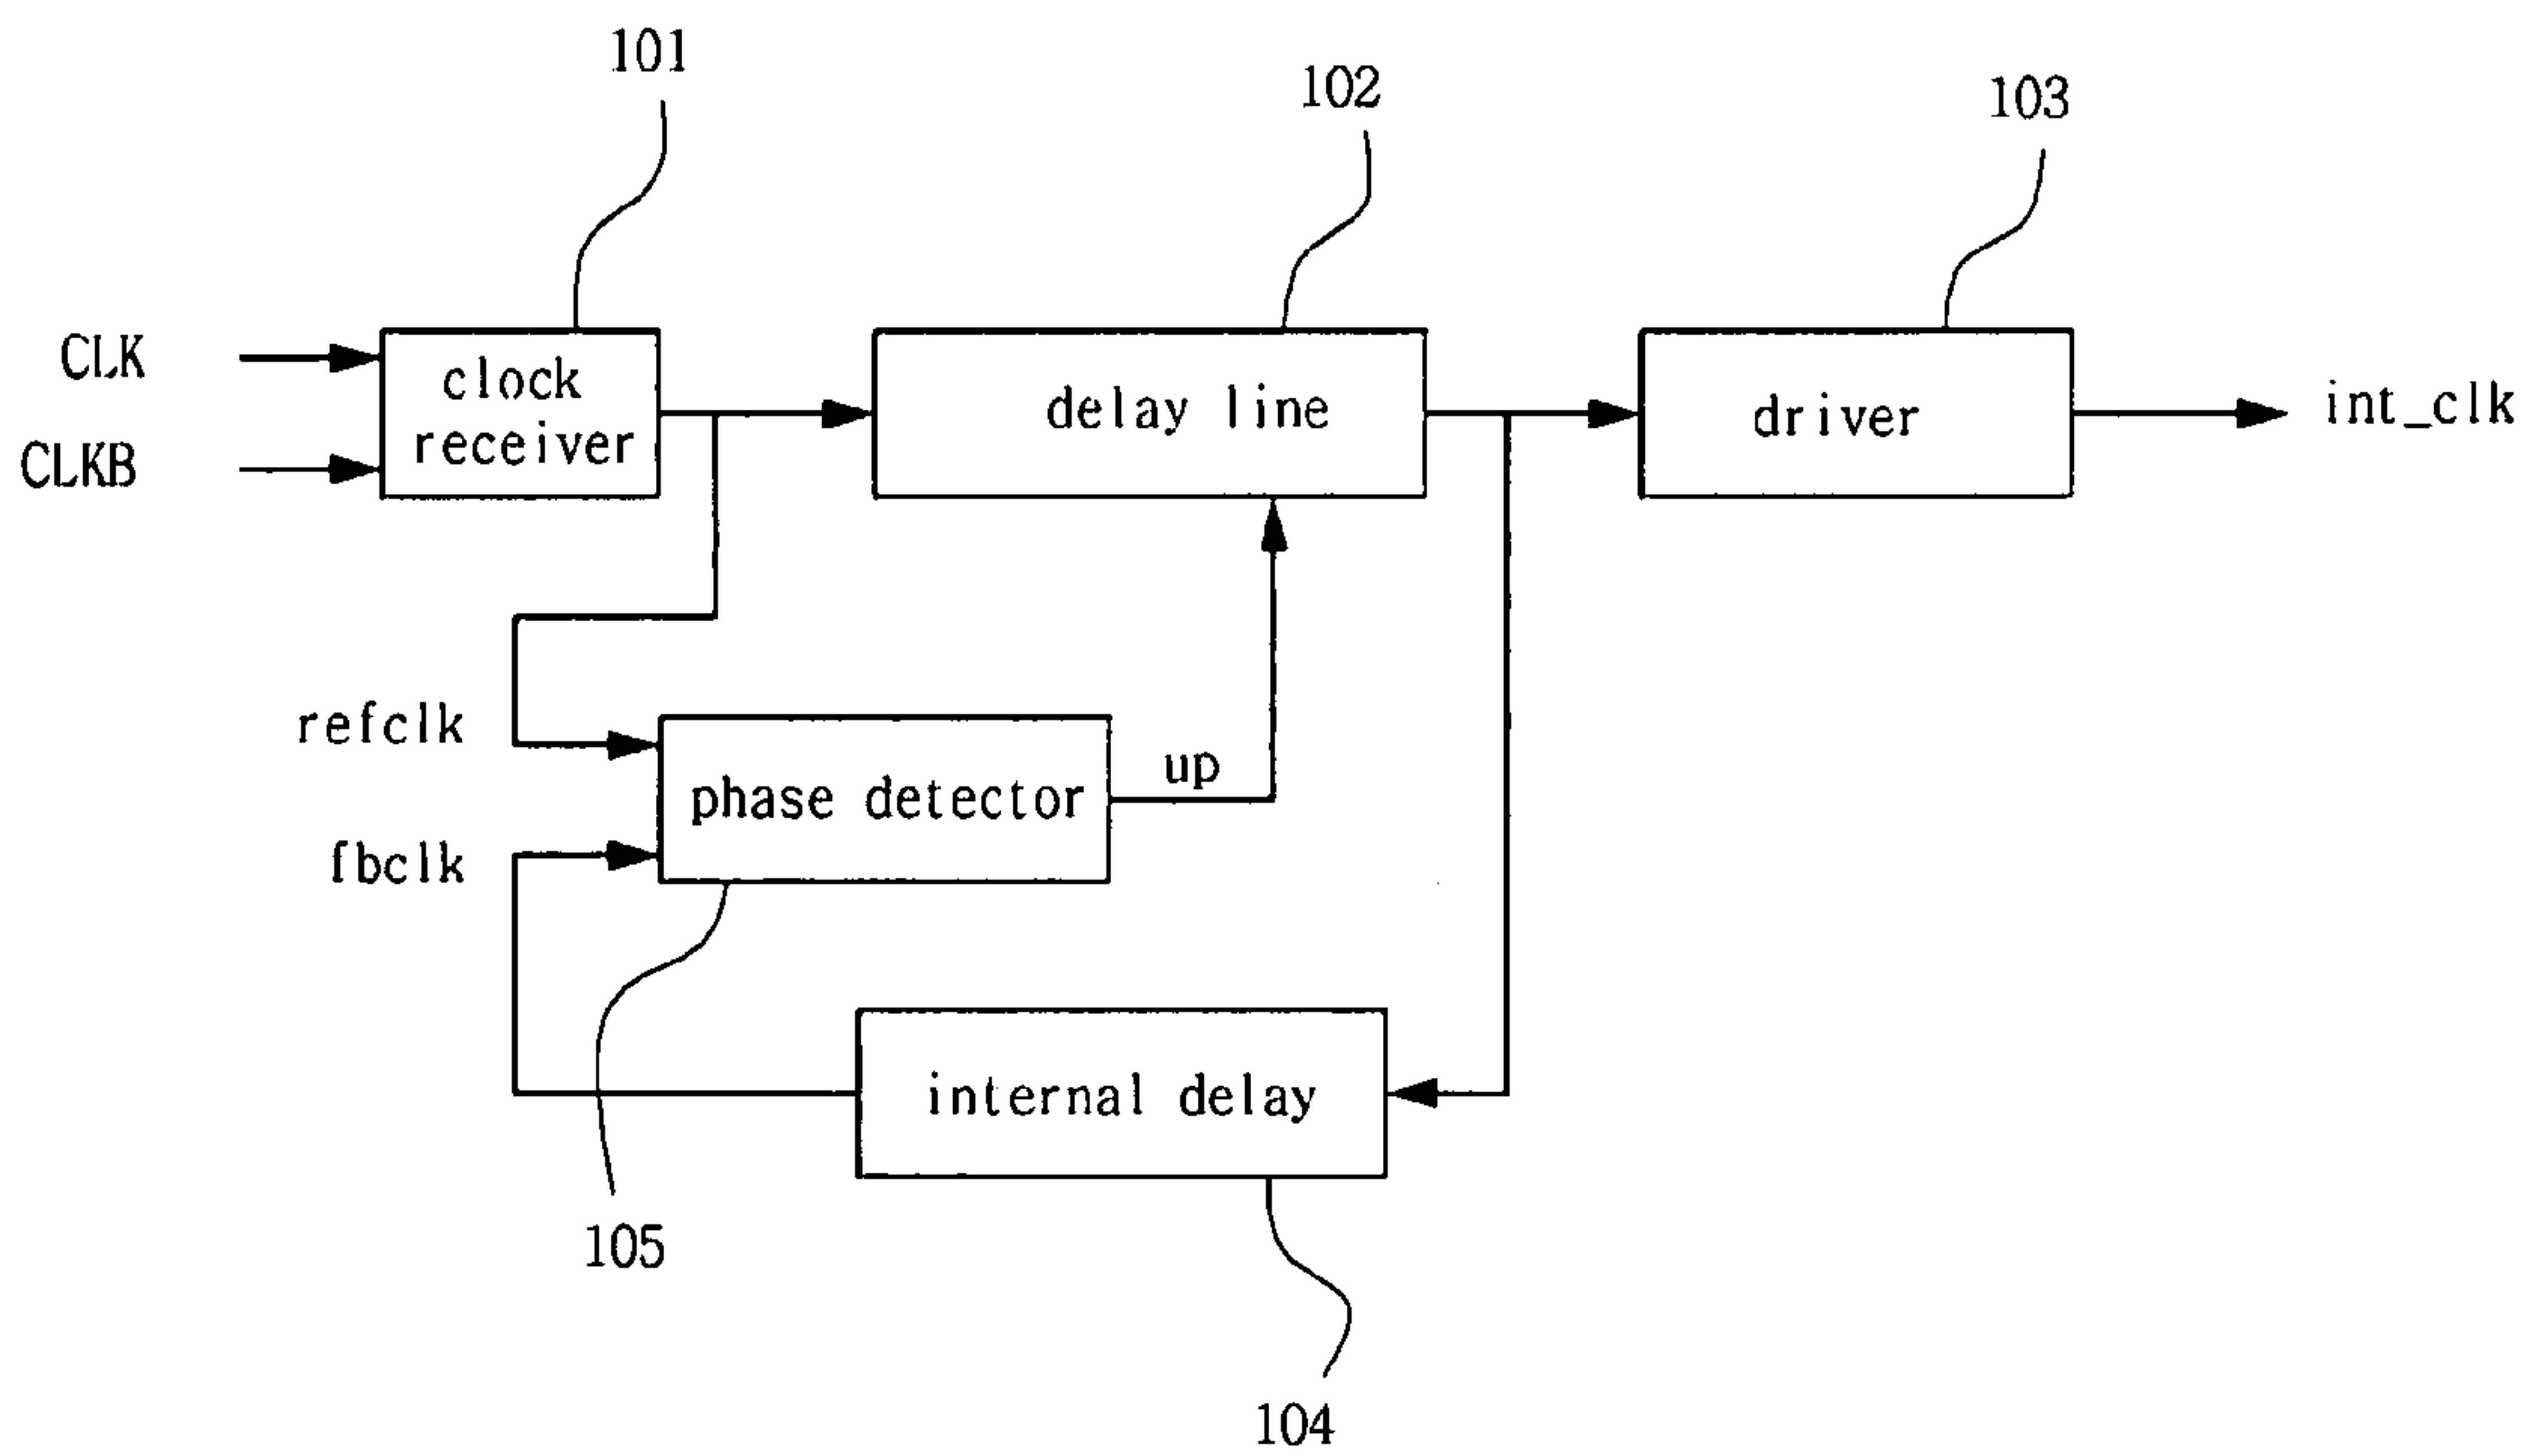 101
102
103
CLK
CLKB
clock
receiver
delay line
driver
int_clk
refclk
fbclk
phase detector
up
internal delay
105
104